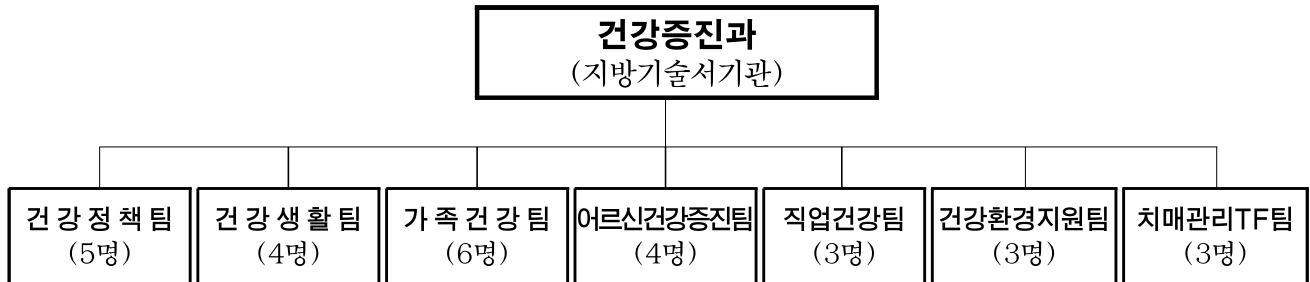 건강증진과
(지방기술서기관)
건강정책팀
(5명)
건강생활팀
(4명)
가족건강팀
(6명)
어르신건강증진팀
(4명)
직업건강팀
(3명)
건강환경지원팀
(3명)
치매관리TF팀
(3명)